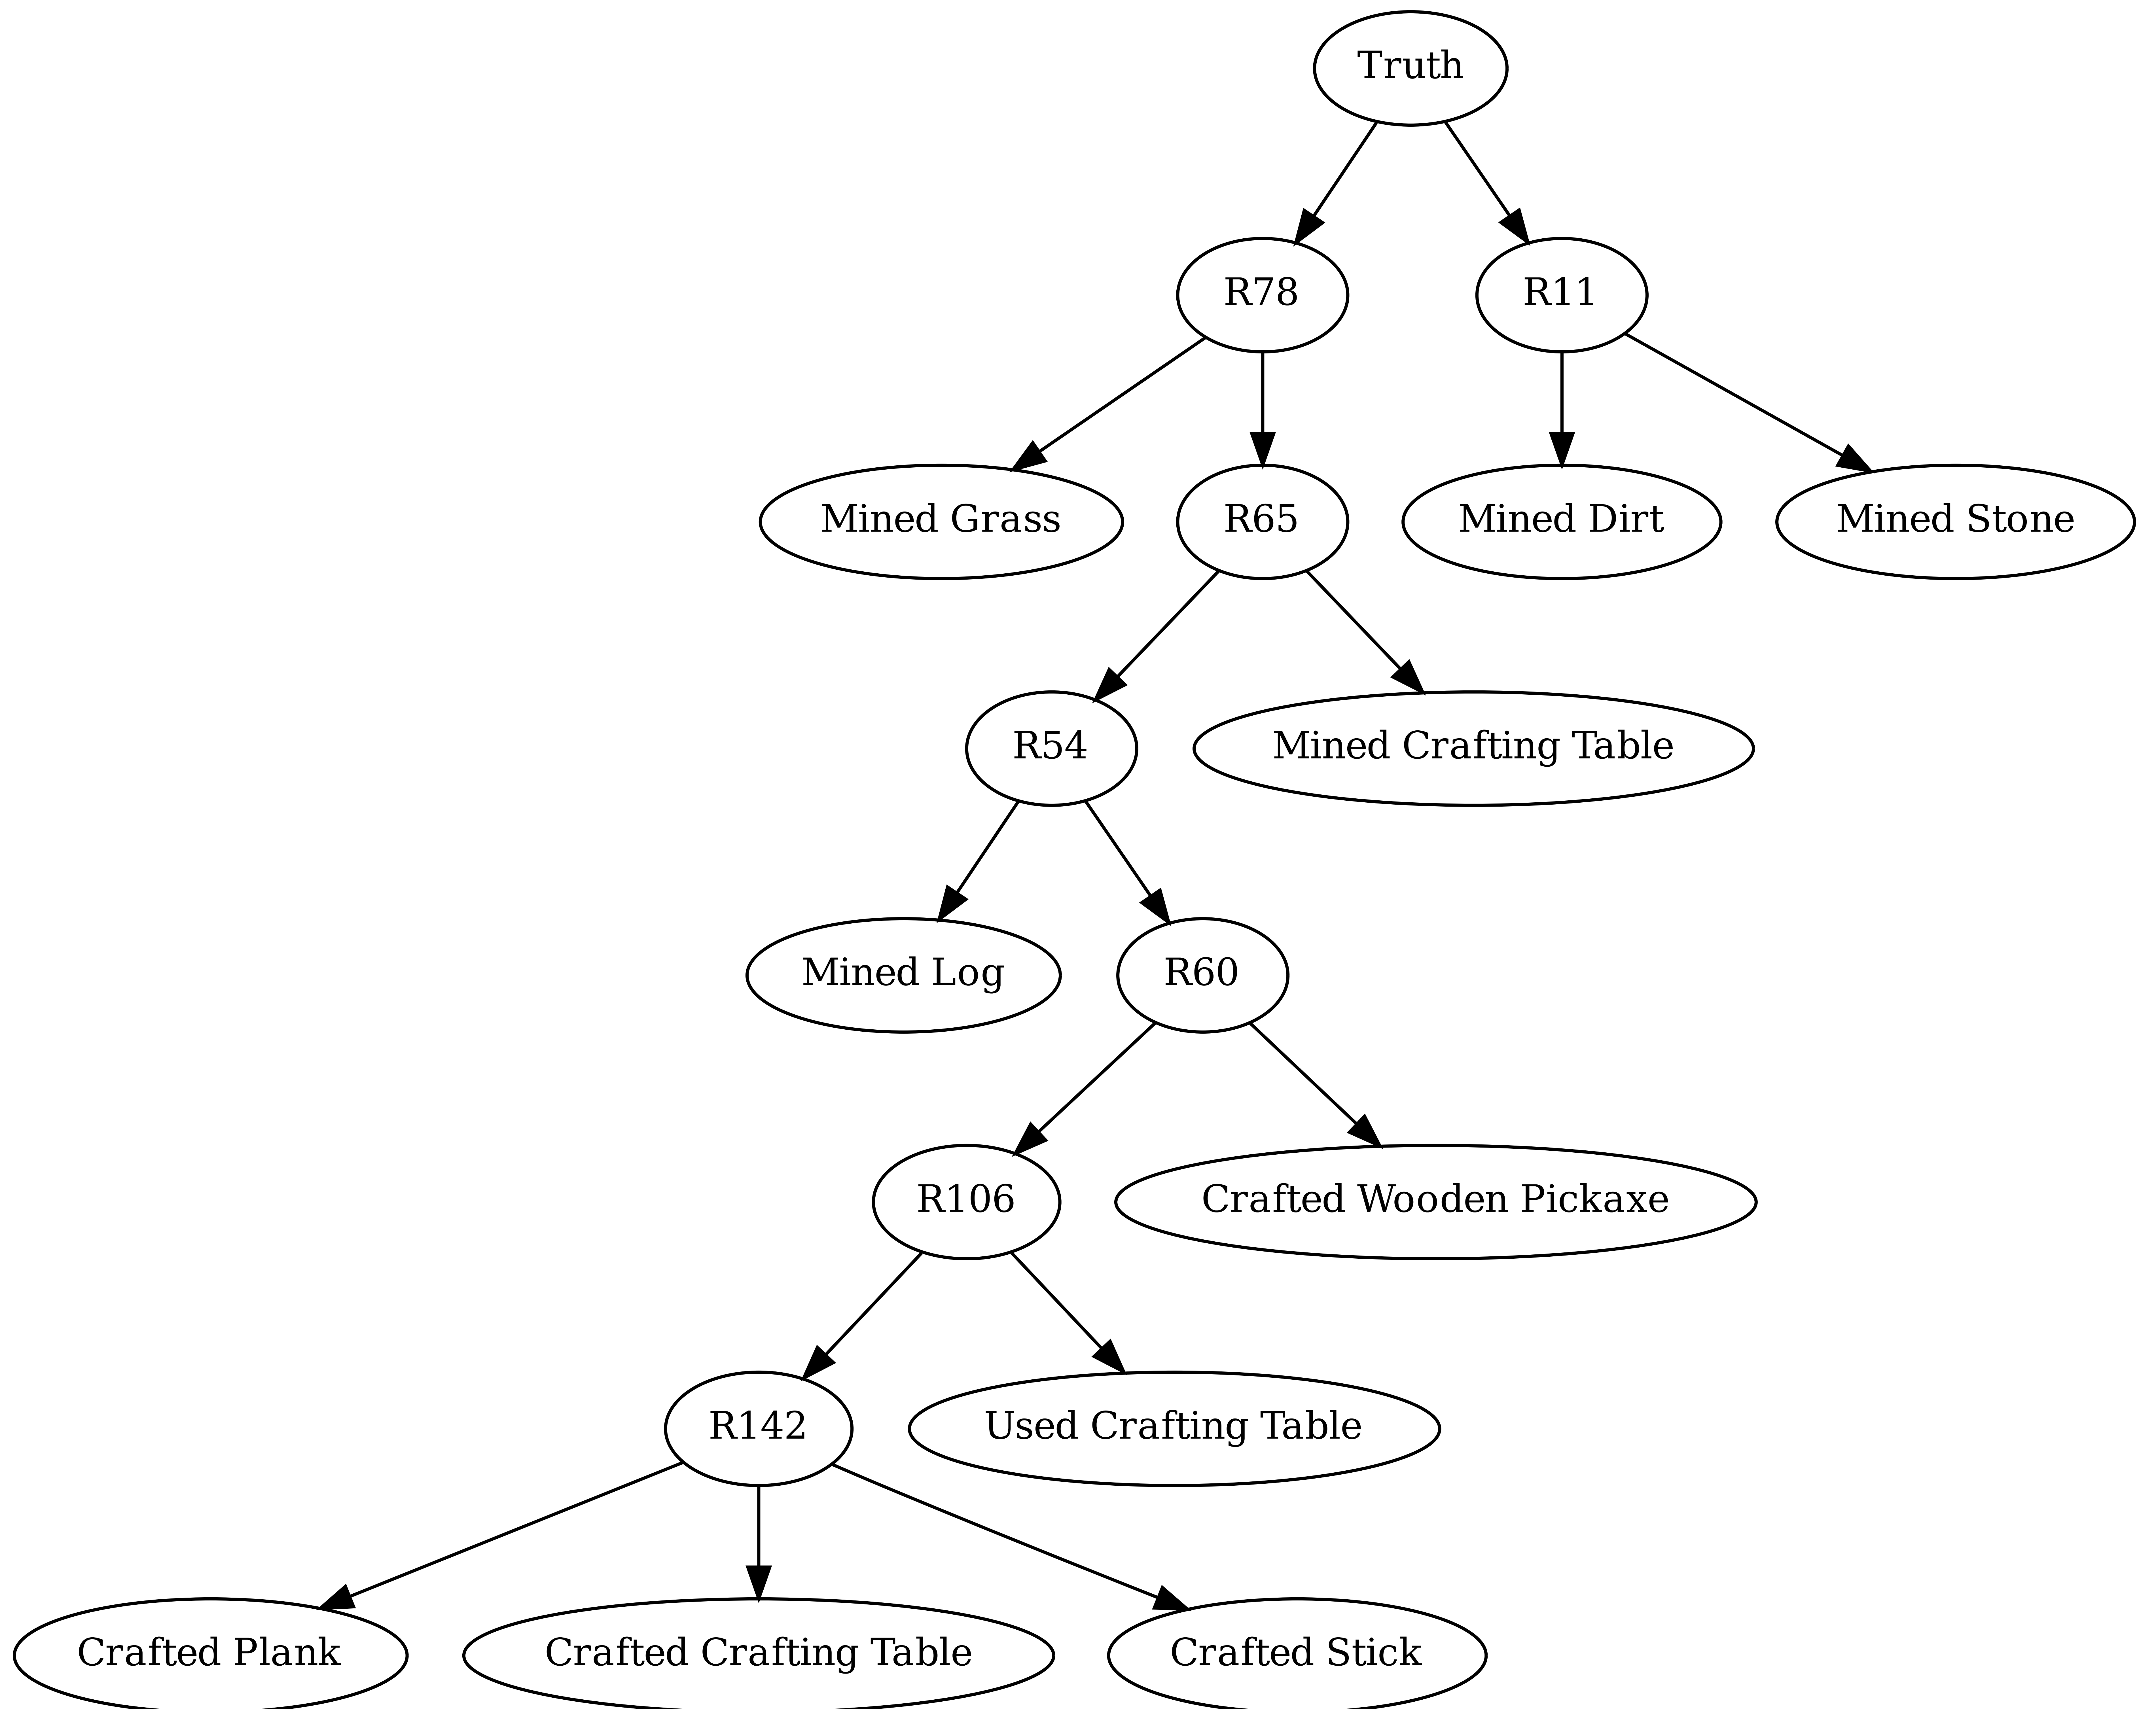 Truth
R78
R11
Mined Grass
R65
Mined Dirt
Mined Stone
R54
Mined Crafting Table
Mined Log
R60
R106
Crafted Wooden Pickaxe
R142
Used Crafting Table
Crafted Plank
Crafted Crafting Table
Crafted Stick